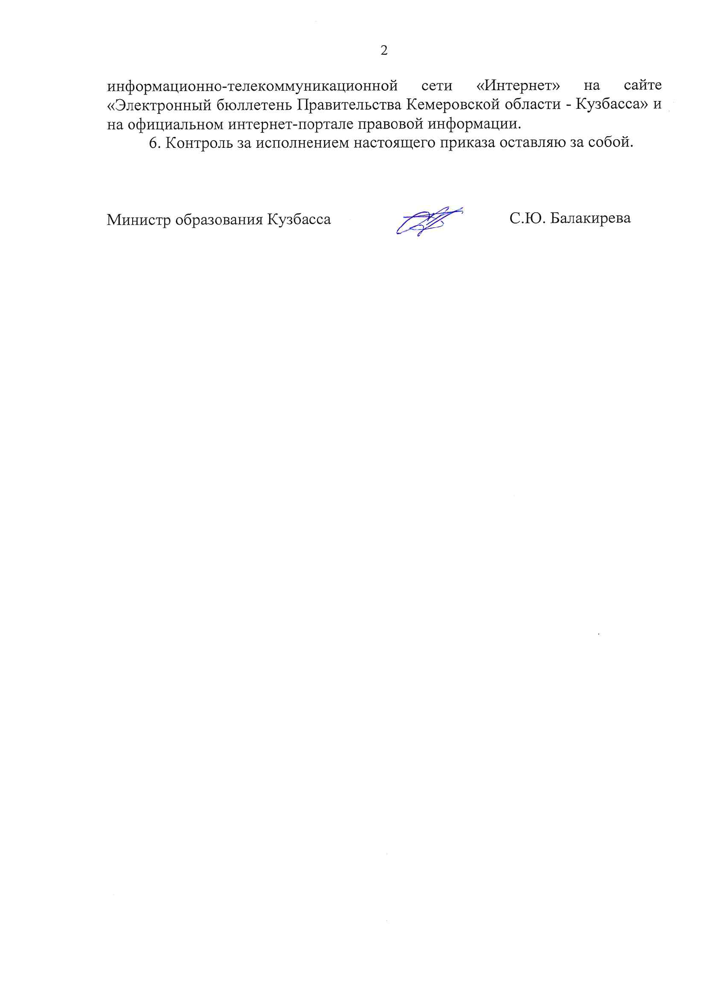 2
информационно-телекоммуникационной сети «Интернет» на сайте
«Электронный бюллетень Правительства Кемеровской области - Кузбасса» и
на официальном интернет-портале правовой информации.
6. Контроль за исполнением настоящего приказа оставляю за собой.
Министр образования Кузбасса С.Ю. Балакирева